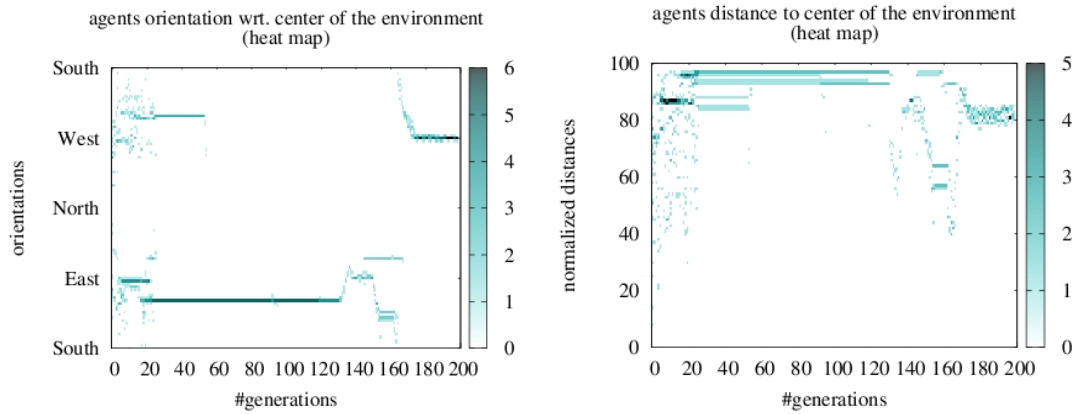 agents orientation wrt. center of the environment
(heat map)
South
West
North
East
South
orientations
0 20 40 60 80 100 120 140 160 180 200
#generations
6
5
4
3
2
1
0
agents distance to center of the environment
(heat map)
100
80
60
40
20
0
normalized distances
0 20 40 60 80 100 120 140 160 180 200
#generations
5
4
3
2
1
0